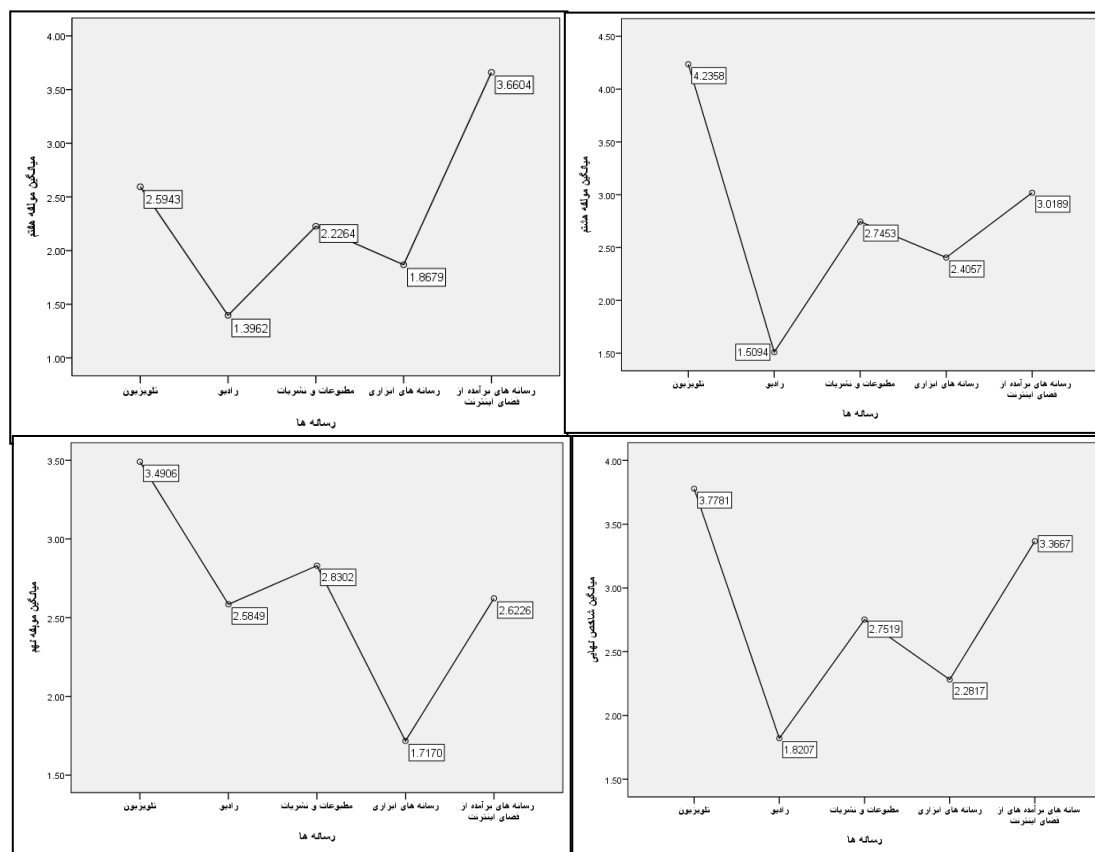 میانگین مولفه هفتم
4.00
3.50
3.00
2.50
2.00
1.50
1.00
2.5943
1.3962
2.2264
1.8679
3.6604
تلویزیون
رادیو
مطبوعات و نشریات
رسانه های ابزاری
رسانه های برآمده از
فضای اینترنت
رسانه ها
میانگین مولفه هشتم
4.50
4.00
3.50
3.00
2.50
2.00
1.50
4.2358
1.5094
2.7453
2.4057
3.0189
تلویزیون
رادیو
مطبوعات و نشریات
رسانه های ابزاری
رسانه های برآمده از
فضای اینترنت
رسانه ها
میانگین مولفه نهم
3.50
3.00
2.50
2.00
1.50
3.4906
2.5849
2.8302
1.7170
2.6226
تلویزیون
رادیو
مطبوعات و نشریات
رسانه های ابزاری
رسانه های برآمده از
فضای اینترنت
رسانه ها
میانگین شاخص نهایی
4.00
3.50
3.00
2.50
2.00
1.50
3.7781
1.8207
2.7519
2.2817
3.3667
تلویزیون
رادیو
مطبوعات و نشریات
رسانه های ابزاری
سانه های برآمده های از
فضای اینترنت
رسانه ها